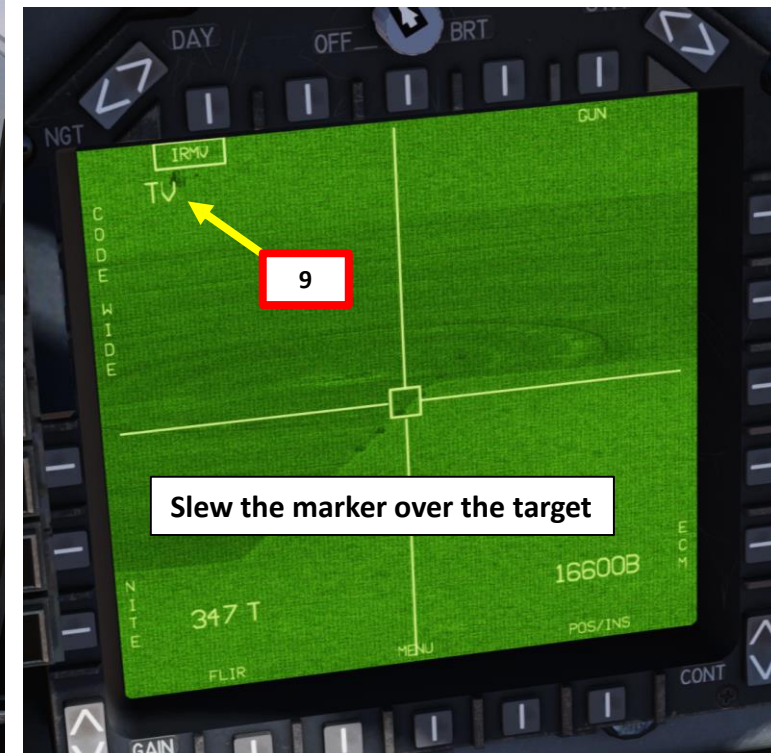 DAY
OFF
BRT
NGT
IRMV
GUN
TV
CODE WIDE
9
Slew the marker over the target
NITE
347 T
16600B
ECM
FLIR
MENU
POS/INS
CONT
GAIN